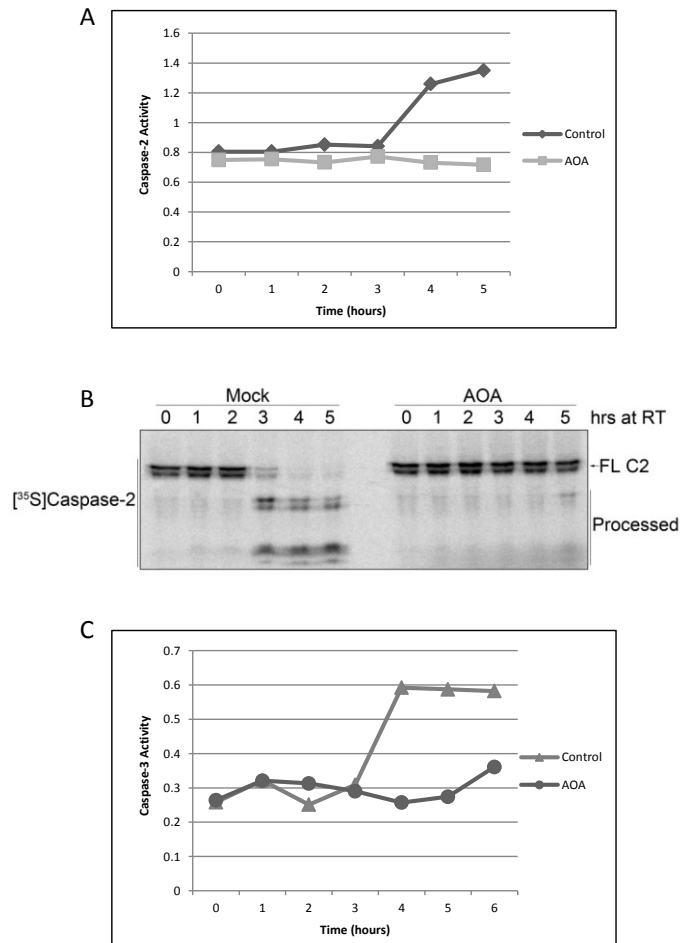 A
Caspase-2 Activity
1.6
1.4
1.2
1
0.8
0.6
0.4
0.2
0
0 1 2 3 4 5
Time (hours)
Control
AOA
B
Mock AOA
0 1 2 3 4 5 0 1 2 3 4 5 hrs at RT
[³⁵S]Caspase-2
FL C2
Processed
C
Caspase-3 Activity
0.7
0.6
0.5
0.4
0.3
0.2
0.1
0
0 1 2 3 4 5 6
Time (hours)
Control
AOA